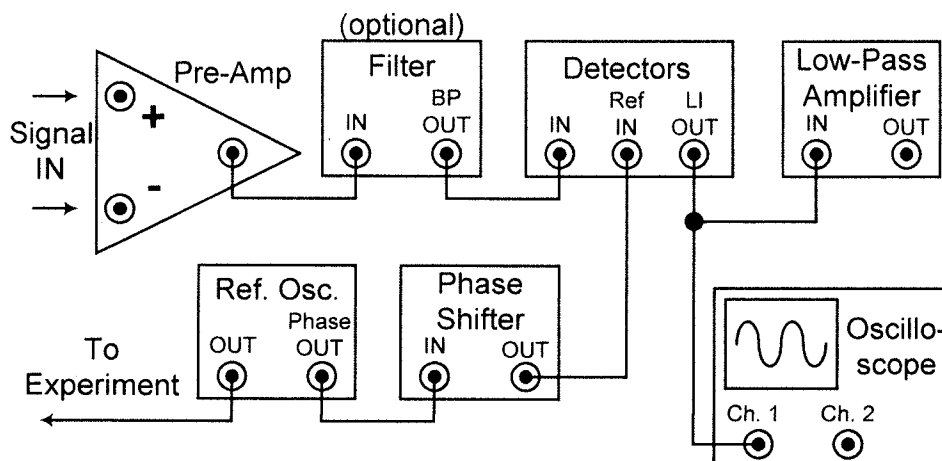 (optional)
Pre-Amp
Signal
IN
+
-
Filter
BP
IN
OUT
Detectors
Ref
LI
IN
IN
OUT
Low-Pass
Amplifier
IN
OUT
To
Experiment
Ref. Osc.
Phase
OUT
OUT
Phase
Shifter
IN
OUT
Oscillo-
scope
Ch. 1
Ch. 2